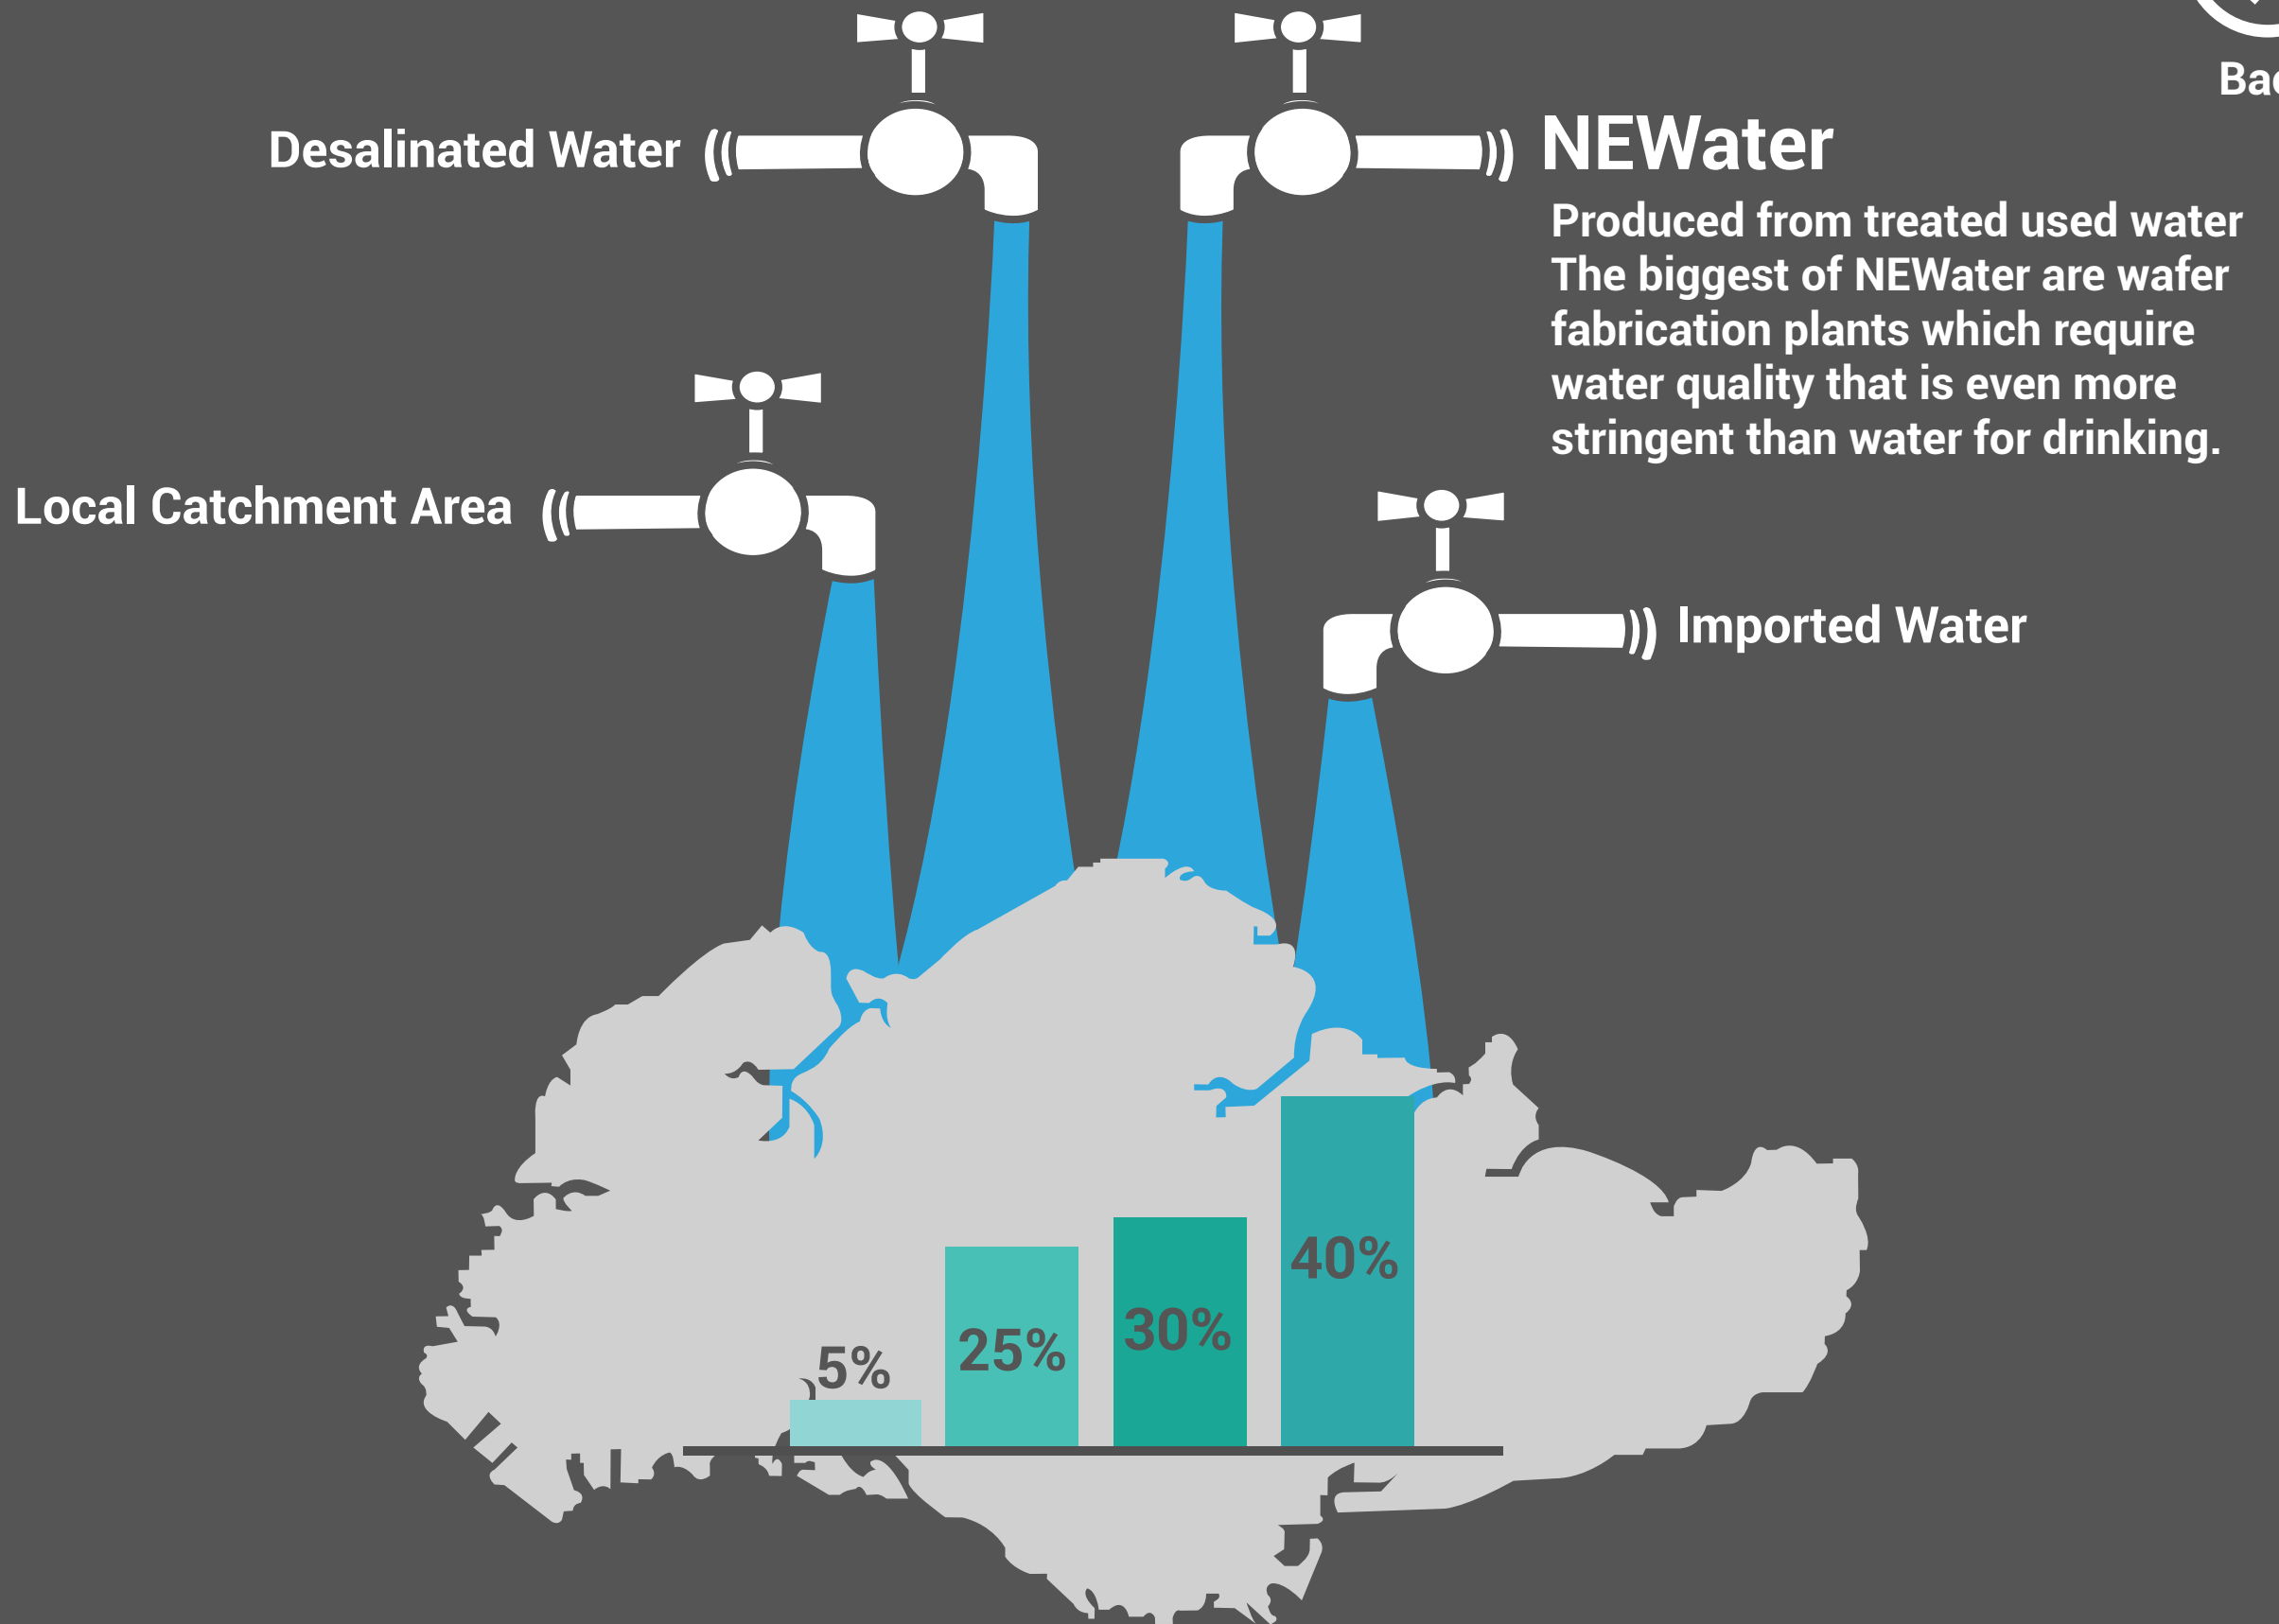 Desalinated Water
NEWater
Produced from treated used water
The biggest of NEWater are wafer
fabrication plants which require
water quality that is even more
stringent than water for drinking.
Local Catchment Area
Imported Water
5%
25%
30%
40%